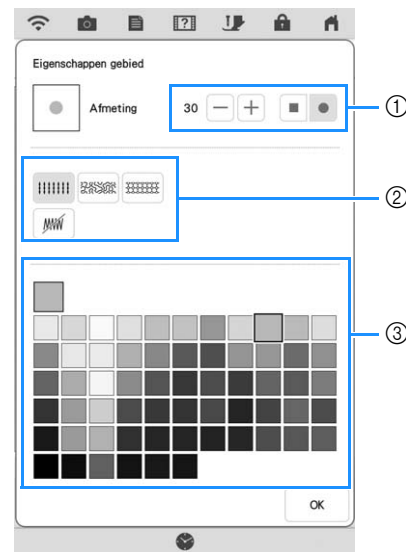 Eigenschappen gebied
Afmeting 30 ①
②
③
OK